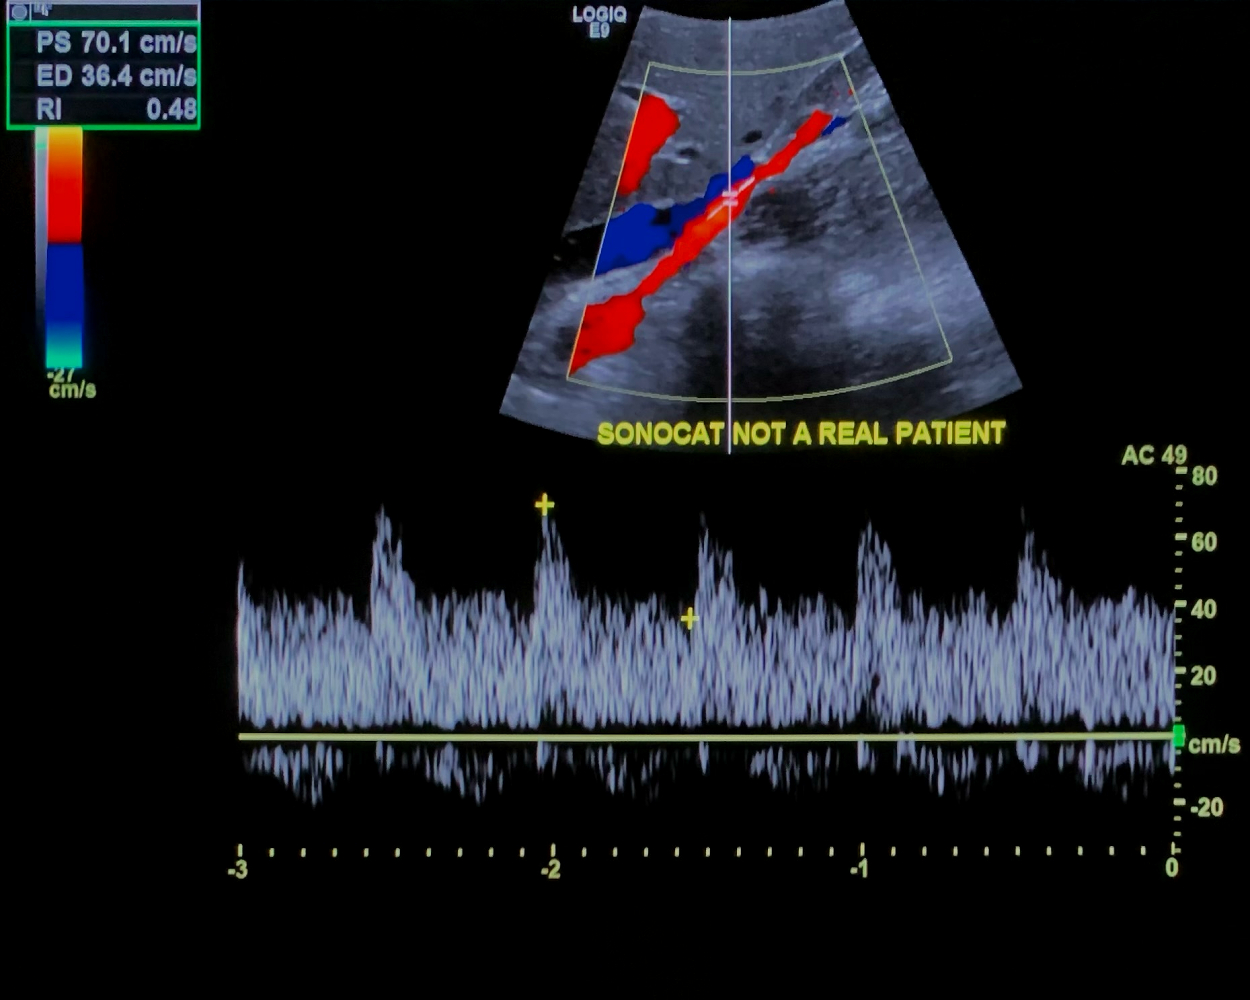 LOGIQ
E9
PS 70.1 cm/s
ED 36.4 cm/s
RI 0.48
-27
cm/s
SONOCAT NOT A REAL PATIENT
AC 49
80
60
40
20
cm/s
-20
-3 -2 -1 0